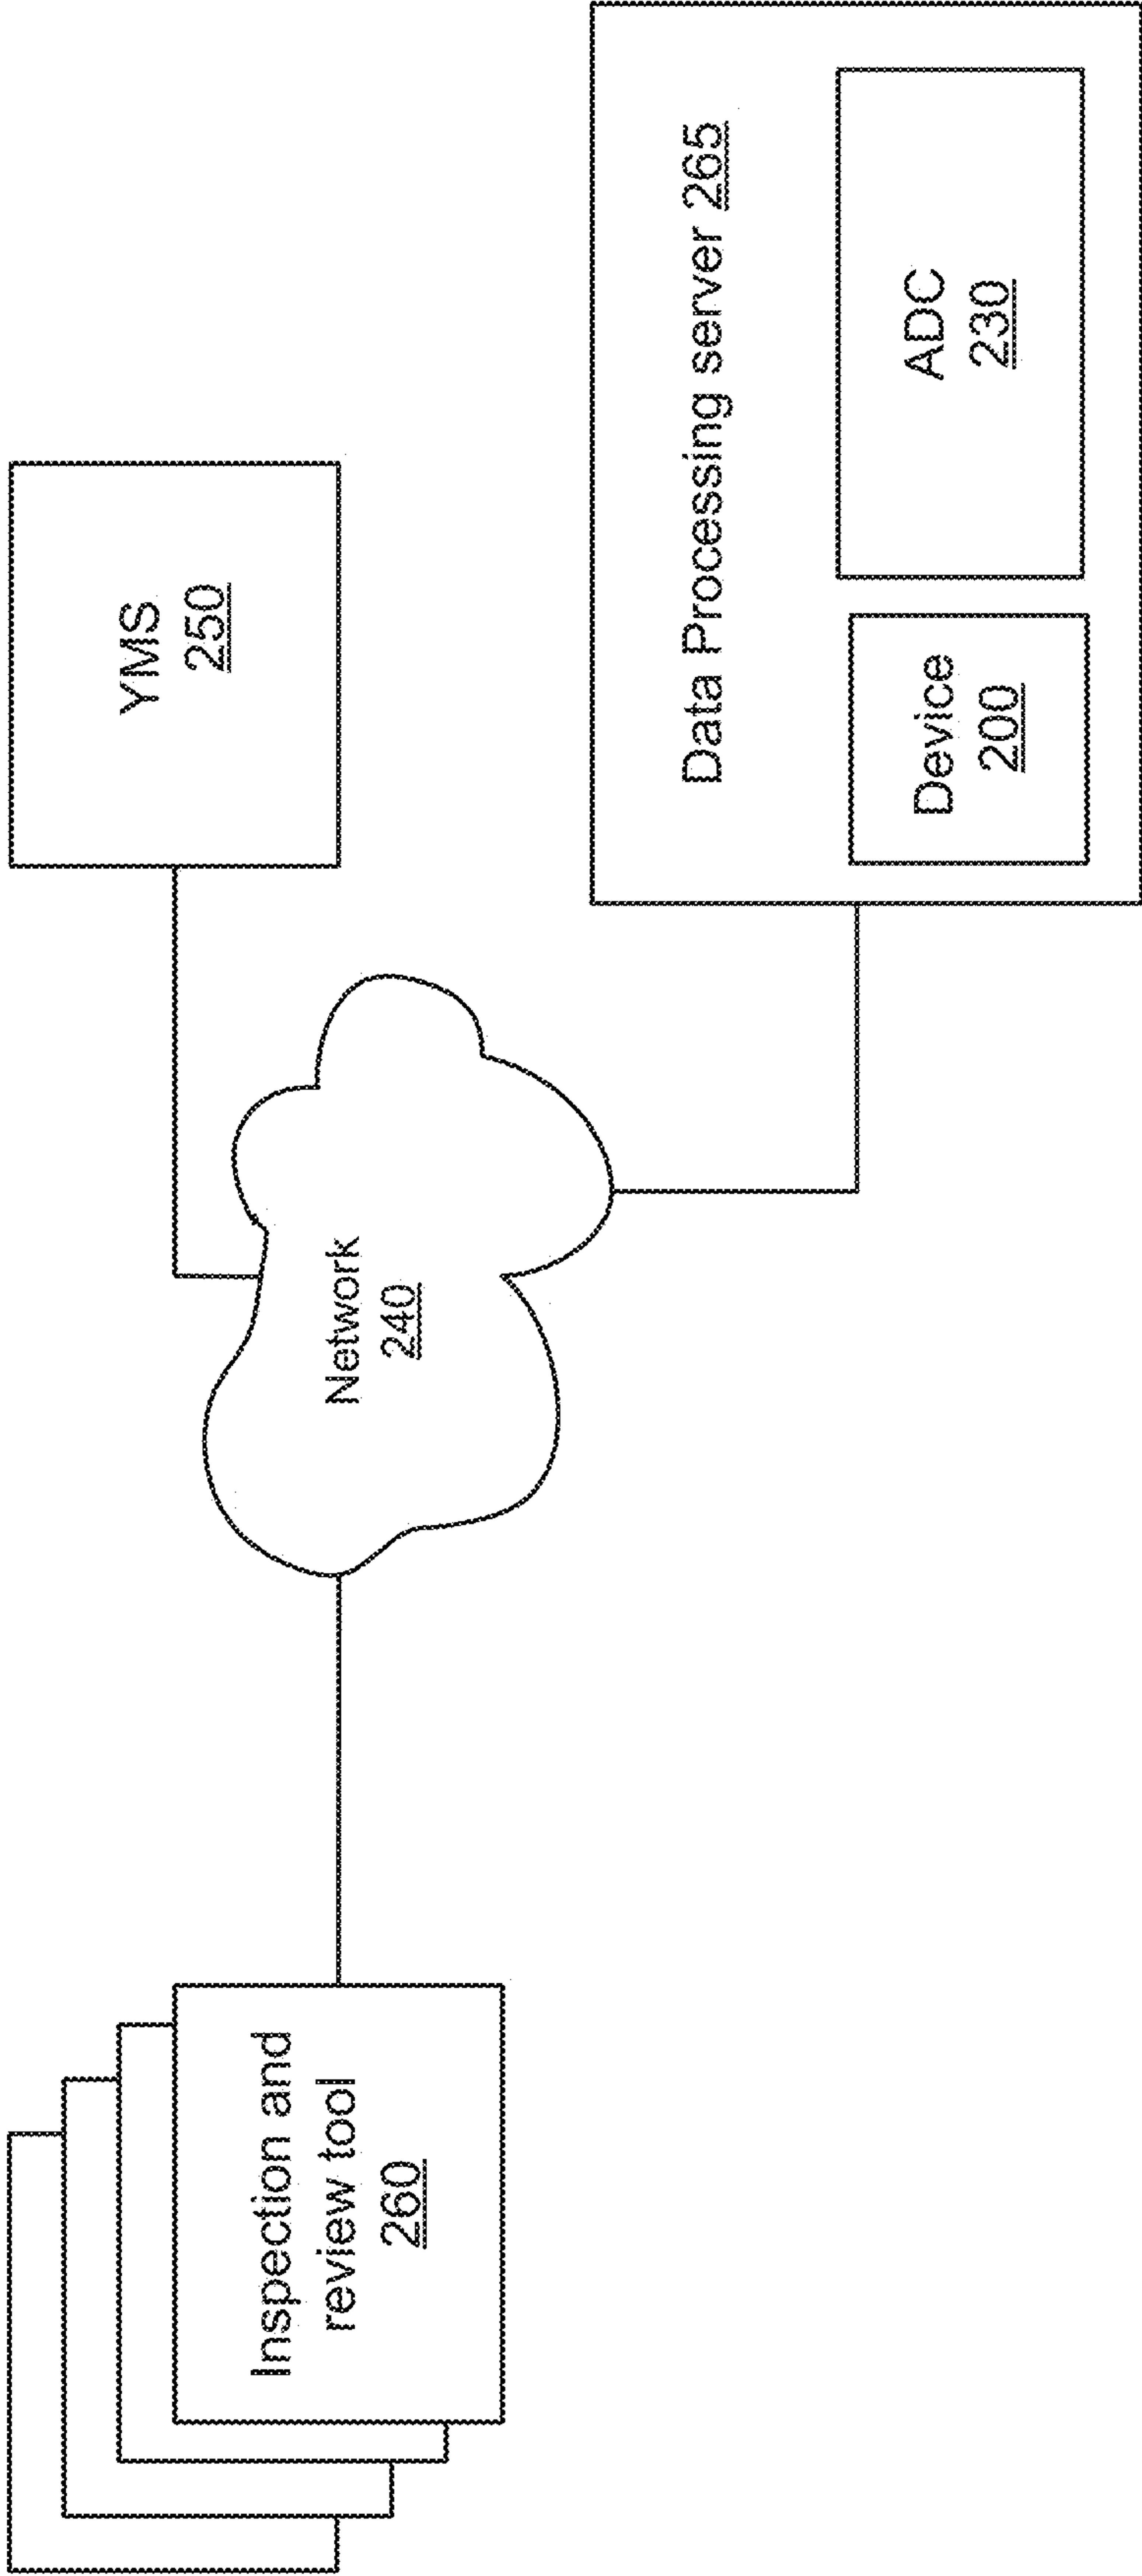 Inspection and
review tool
260
Network
240
YMS
250
Data Processing server 265
Device
200
ADC
230